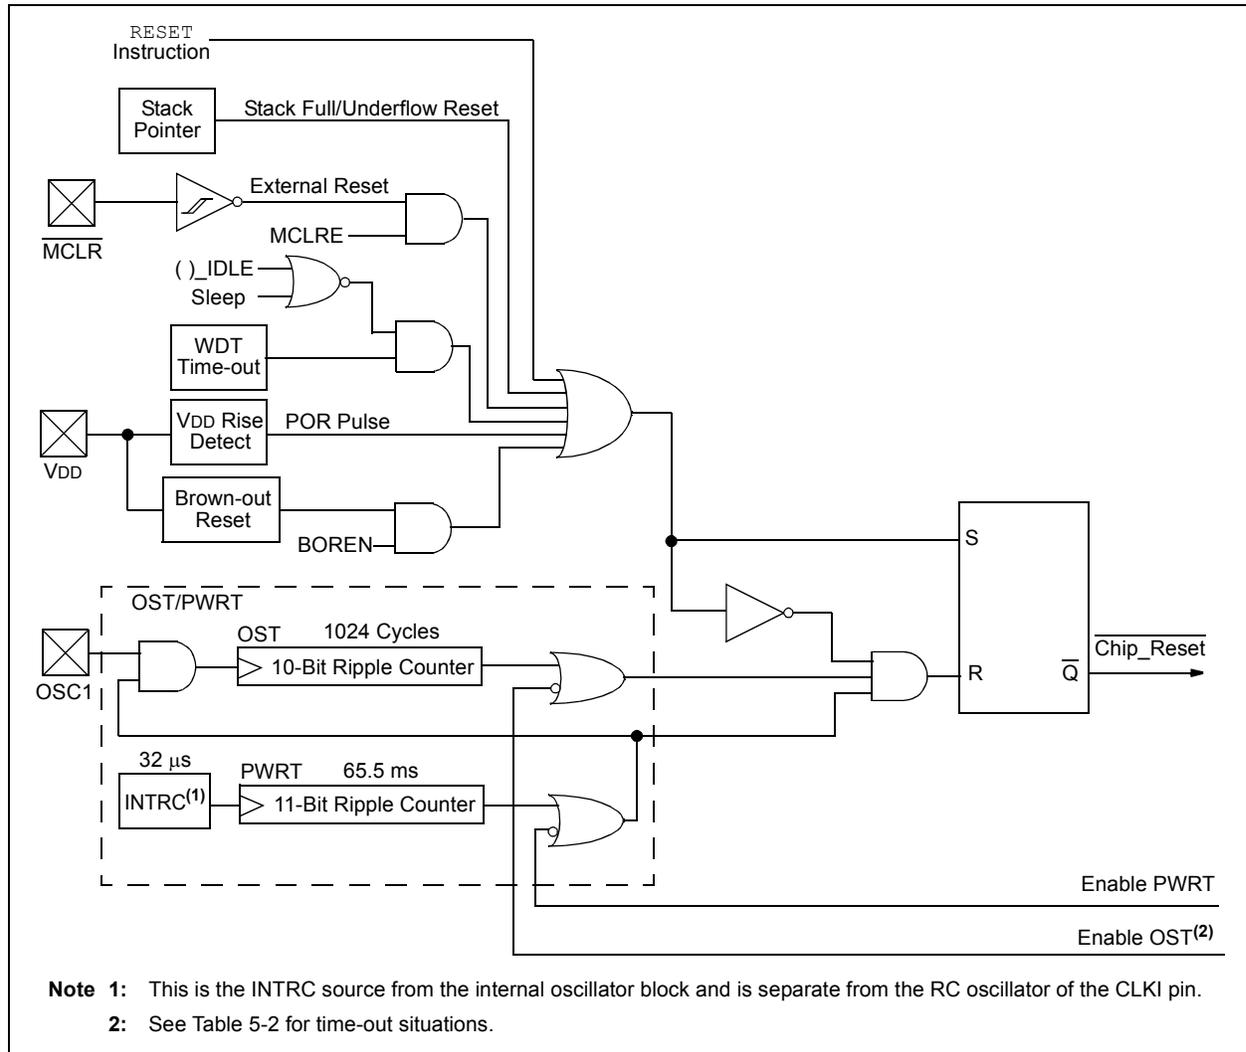 RESET
Instruction
Stack
Pointer
Stack Full/Underflow Reset
External Reset
MCLR
MCLRE
( )_IDLE
Sleep
WDT
Time-out
VDD Rise
Detect
POR Pulse
VDD
Brown-out
Reset
BOREN
S
OST/PWRT
OST
1024 Cycles
10-Bit Ripple Counter
OSC1
Chip_Reset
R
Q
32 μs
PWRT
65.5 ms
INTRC(1)
11-Bit Ripple Counter
Enable PWRT
Enable OST(2)
Note 1: This is the INTRC source from the internal oscillator block and is separate from the RC oscillator of the CLKI pin.
2: See Table 5-2 for time-out situations.